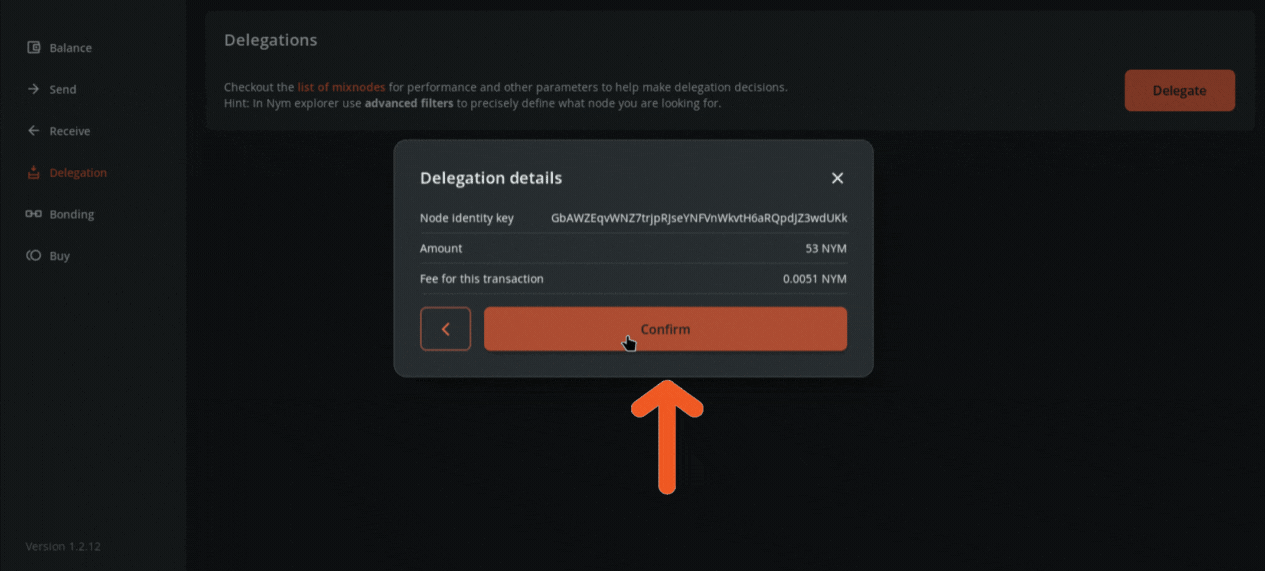 Balance
Send
Receive
Delegation
Bonding
Buy
Version 1.2.12
Delegations
Checkout the list of mixnodes for performance and other parameters to help make delegation decisions.
Hint: In Nym explorer use advanced filters to precisely define what node you are looking for.
Delegate
Delegation details
Node identity key GbAWZEqvWNZ7trjpRJseYNFVnWkvtH6aRQpdJZ3wdUKk
Amount 53 NYM
Fee for this transaction 0.0051 NYM
Confirm